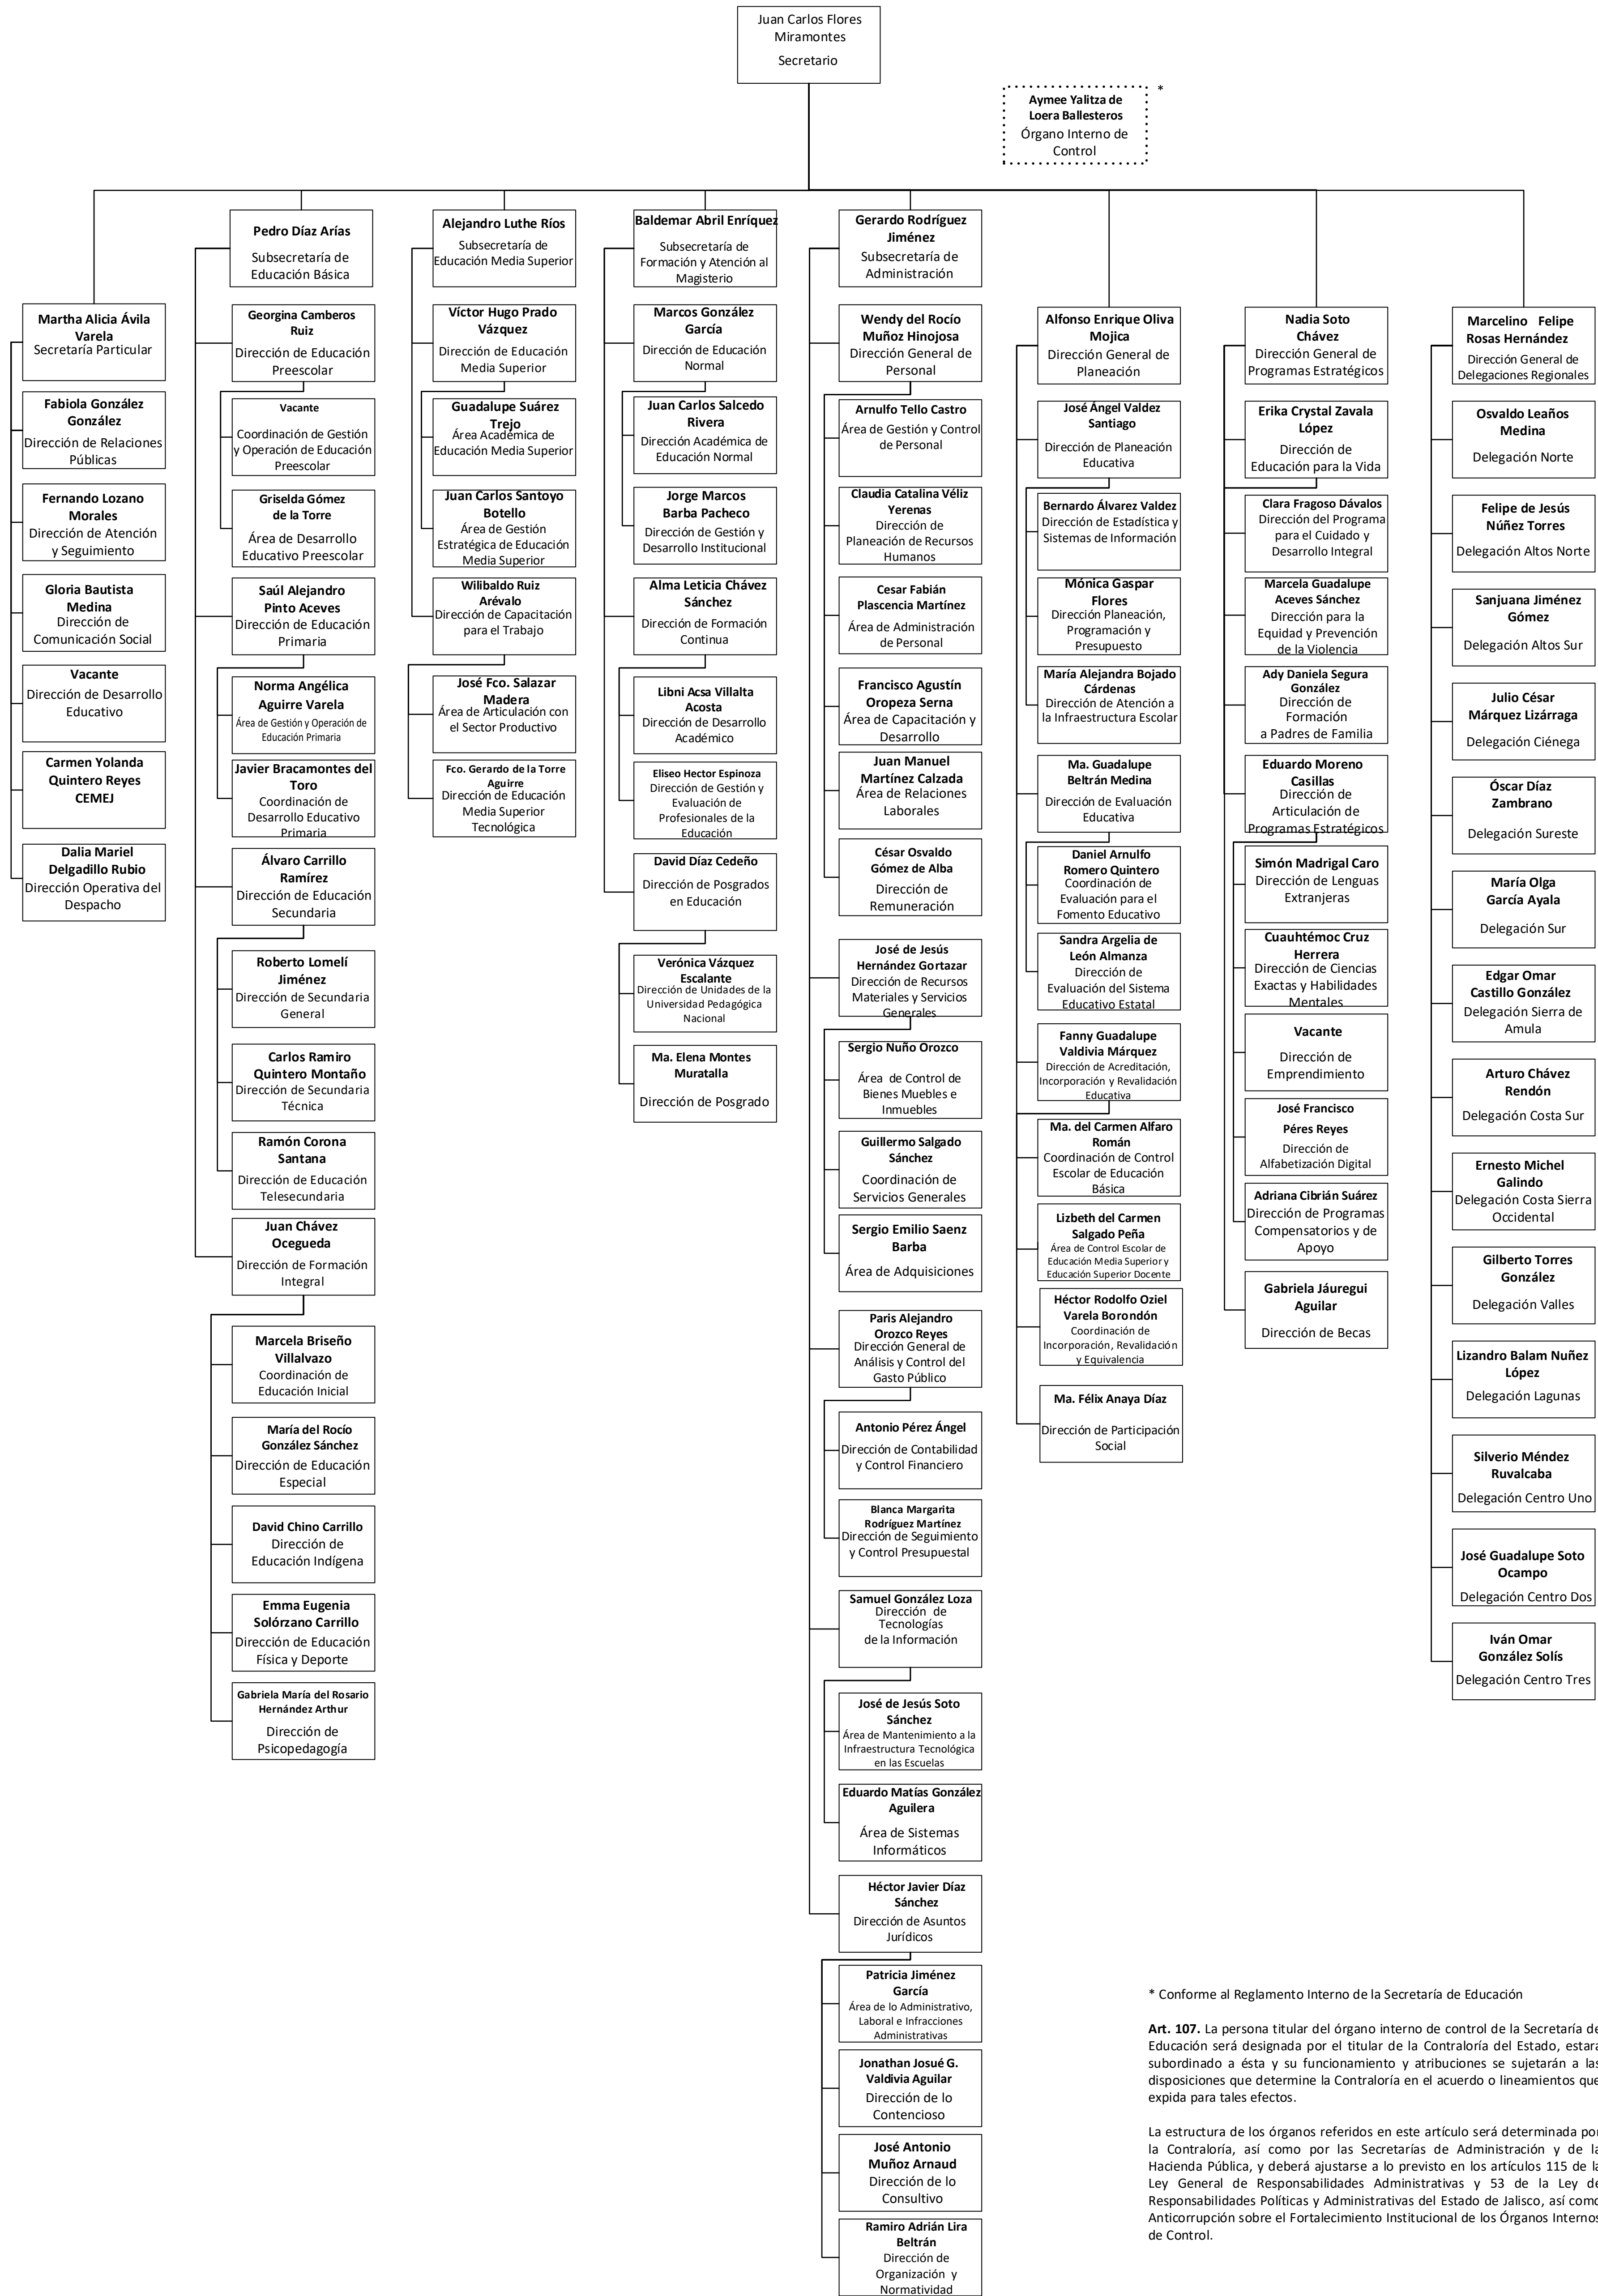 Juan Carlos Flores
Miramontes
Secretario
*
Aymee Yalitza de
Loera Ballesteros
Órgano Interno de
Control
Martha Alicia Ávila
Varela
Secretaría Particular
Fabiola González
González
Dirección de Relaciones
Públicas
Fernando Lozano
Morales
Dirección de Atención
y Seguimiento
Gloria Bautista
Medina
Dirección de
Comunicación Social
Vacante
Dirección de Desarrollo
Educativo
Carmen Yolanda
Quintero Reyes
CEMEJ
Dalia Mariel
Delgadillo Rubio
Dirección Operativa del
Despacho
Pedro Díaz Arías
Subsecretaría de
Educación Básica
Georgina Camberos
Ruiz
Dirección de Educación
Preescolar
Vacante
Coordinación de Gestión
y Operación de Educación
Preescolar
Griselda Gómez
de la Torre
Área de Desarrollo
Educativo Preescolar
Saúl Alejandro
Pinto Aceves
Dirección de Educación
Primaria
Norma Angélica
Aguirre Varela
Área de Gestión y Operación de
Educación Primaria
Javier Bracamontes del
Toro
Coordinación de
Desarrollo Educativo
Primaria
Álvaro Carrillo
Ramírez
Dirección de Educación
Secundaria
Roberto Lomelí
Jiménez
Dirección de Secundaria
General
Carlos Ramiro
Quintero Montaño
Dirección de Secundaria
Técnica
Ramón Corona
Santana
Dirección de Educación
Telesecundaria
Juan Chávez
Ocegueda
Dirección de Formación
Integral
Marcela Briseño
Villalvazo
Coordinación de
Educación Inicial
María del Rocío
González Sánchez
Dirección de Educación
Especial
David Chino Carrillo
Dirección de
Educación Indígena
Emma Eugenia
Solórzano Carrillo
Dirección de Educación
Física y Deporte
Gabriela María del Rosario
Hernández Arthur
Dirección de
Psicopedagogía
Alejandro Luthe Ríos
Subsecretaría de
Educación Media Superior
Víctor Hugo Prado
Vázquez
Dirección de Educación
Media Superior
Guadalupe Suárez
Trejo
Área Académica de
Educación Media Superior
Juan Carlos Santoyo
Botello
Área de Gestión
Estratégica de Educación
Media Superior
Wilibaldo Ruiz
Arévalo
Dirección de Capacitación
para el Trabajo
José Fco. Salazar
Madera
Área de Articulación con
el Sector Productivo
Fco. Gerardo de la Torre
Aguirre
Dirección de Educación
Media Superior
Tecnológica
Baldemar Abril Enríquez
Subsecretaría de
Formación y Atención al
Magisterio
Marcos González
García
Dirección de Educación
Normal
Juan Carlos Salcedo
Rivera
Dirección Académica de
Educación Normal
Jorge Marcos
Barba Pacheco
Dirección de Gestión y
Desarrollo Institucional
Alma Leticia Chávez
Sánchez
Dirección de Formación
Continua
Libni Acsa Villalta
Acosta
Dirección de Desarrollo
Académico
Eliseo Hector Espinoza
Dirección de Gestión y
Evaluación de
Profesionales de la
Educación
David Díaz Cedeño
Dirección de Posgrados
en Educación
Verónica Vázquez
Escalante
Dirección de Unidades de la
Universidad Pedagógica
Nacional
Ma. Elena Montes
Muratalla
Dirección de Posgrado
Gerardo Rodríguez
Jiménez
Subsecretaría de
Administración
Wendy del Rocío
Muñoz Hinojosa
Dirección General de
Personal
Arnulfo Tello Castro
Área de Gestión y Control
de Personal
Claudia Catalina Véliz
Yerenas
Dirección de
Planeación de Recursos
Humanos
Cesar Fabián
Plascencia Martínez
Área de Administración
de Personal
Francisco Agustín
Oropeza Serna
Área de Capacitación y
Desarrollo
Juan Manuel
Martínez Calzada
Área de Relaciones
Laborales
César Osvaldo
Gómez de Alba
Dirección de
Remuneración
José de Jesús
Hernández Gortazar
Dirección de Recursos
Materiales y Servicios
Generales
Sergio Nuño Orozco
Área de Control de
Bienes Muebles e
Inmuebles
Guillermo Salgado
Sánchez
Coordinación de
Servicios Generales
Sergio Emilio Saenz
Barba
Área de Adquisiciones
Paris Alejandro
Orozco Reyes
Dirección General de
Análisis y Control del
Gasto Público
Antonio Pérez Ángel
Dirección de Contabilidad
y Control Financiero
Blanca Margarita
Rodríguez Martínez
Dirección de Seguimiento
y Control Presupuestal
Samuel González Loza
Dirección de
Tecnologías
de la Información
José de Jesús Soto
Sánchez
Área de Mantenimiento a la
Infraestructura Tecnológica
en las Escuelas
Eduardo Matías González
Aguilera
Área de Sistemas
Informáticos
Héctor Javier Díaz
Sánchez
Dirección de Asuntos
Jurídicos
Patricia Jiménez
García
Área de lo Administrativo,
Laboral e Infracciones
Administrativas
Jonathan Josué G.
Valdivia Aguilar
Dirección de lo
Contencioso
José Antonio
Muñoz Arnaud
Dirección de lo
Consultivo
Ramiro Adrián Lira
Beltrán
Dirección de
Organización y
Normatividad
Alfonso Enrique Oliva
Mojica
Dirección General de
Planeación
José Ángel Valdez
Santiago
Dirección de Planeación
Educativa
Bernardo Álvarez Valdez
Dirección de Estadística y
Sistemas de Información
Mónica Gaspar
Flores
Dirección Planeación,
Programación y
Presupuesto
María Alejandra Bojado
Cárdenas
Dirección de Atención a
la Infraestructura Escolar
Ma. Guadalupe
Beltrán Medina
Dirección de Evaluación
Educativa
Daniel Arnulfo
Romero Quintero
Coordinación de
Evaluación para el
Fomento Educativo
Sandra Argelia de
León Almanza
Dirección de
Evaluación del Sistema
Educativo Estatal
Fanny Guadalupe
Valdivia Márquez
Dirección de Acreditación,
Incorporación y Revalidación
Educativa
Ma. del Carmen Alfaro
Román
Coordinación de Control
Escolar de Educación
Básica
Lizbeth del Carmen
Salgado Peña
Área de Control Escolar de
Educación Media Superior y
Educación Superior Docente
Héctor Rodolfo Oziel
Varela Borondón
Coordinación de
Incorporación, Revalidación
y Equivalencia
Ma. Félix Anaya Díaz
Dirección de Participación
Social
Nadia Soto
Chávez
Dirección General de
Programas Estratégicos
Erika Crystal Zavala
López
Dirección de
Educación para la Vida
Clara Fragoso Dávalos
Dirección del Programa
para el Cuidado y
Desarrollo Integral
Marcela Guadalupe
Aceves Sánchez
Dirección para la
Equidad y Prevención
de la Violencia
Ady Daniela Segura
González
Dirección de
Formación
a Padres de Familia
Eduardo Moreno
Casillas
Dirección de
Articulación de
Programas Estratégicos
Simón Madrigal Caro
Dirección de Lenguas
Extranjeras
Cuauhtémoc Cruz
Herrera
Dirección de Ciencias
Exactas y Habilidades
Mentales
Vacante
Dirección de
Emprendimiento
José Francisco
Péres Reyes
Dirección de
Alfabetización Digital
Adriana Cibrián Suárez
Dirección de Programas
Compensatorios y de
Apoyo
Gabriela Jáuregui
Aguilar
Dirección de Becas
Marcelino Felipe
Rosas Hernández
Dirección General de
Delegaciones Regionales
Osvaldo Leaños
Medina
Delegación Norte
Felipe de Jesús
Núñez Torres
Delegación Altos Norte
Sanjuana Jiménez
Gómez
Delegación Altos Sur
Julio César
Márquez Lizárraga
Delegación Ciénega
Óscar Díaz
Zambrano
Delegación Sureste
María Olga
García Ayala
Delegación Sur
Edgar Omar
Castillo González
Delegación Sierra de
Amula
Arturo Chávez
Rendón
Delegación Costa Sur
Ernesto Michel
Galindo
Delegación Costa Sierra
Occidental
Gilberto Torres
González
Delegación Valles
Lizandro Balam Nuñez
López
Delegación Lagunas
Silverio Méndez
Ruvalcaba
Delegación Centro Uno
José Guadalupe Soto
Ocampo
Delegación Centro Dos
Iván Omar
González Solís
Delegación Centro Tres
* Conforme al Reglamento Interno de la Secretaría de Educación
Art. 107. La persona titular del órgano interno de control de la Secretaría de
Educación será designada por el titular de la Contraloría del Estado, estará
subordinado a ésta y su funcionamiento y atribuciones se sujetarán a las
disposiciones que determine la Contraloría en el acuerdo o lineamientos que
expida para tales efectos.
La estructura de los órganos referidos en este artículo será determinada por
la Contraloría, así como por las Secretarías de Administración y de la
Hacienda Pública, y deberá ajustarse a lo previsto en los artículos 115 de la
Ley General de Responsabilidades Administrativas y 53 de la Ley de
Responsabilidades Políticas y Administrativas del Estado de Jalisco, así como
Anticorrupción sobre el Fortalecimiento Institucional de los Órganos Internos
de Control.